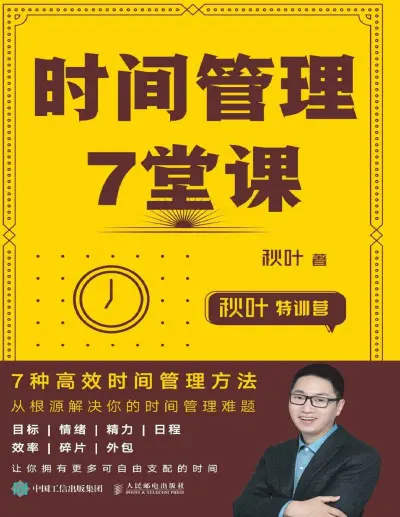 时间管理
7堂课
秋叶 著
秋叶 特训营
7种高效时间管理方法
从根源解决你的时间管理难题
目标 | 情绪 | 精力 | 日程
效率 | 碎片 | 外包
让你拥有更多可自由支配的时间
中国工信出版集团 人民邮电出版社
POSTS & TELECOM PRESS